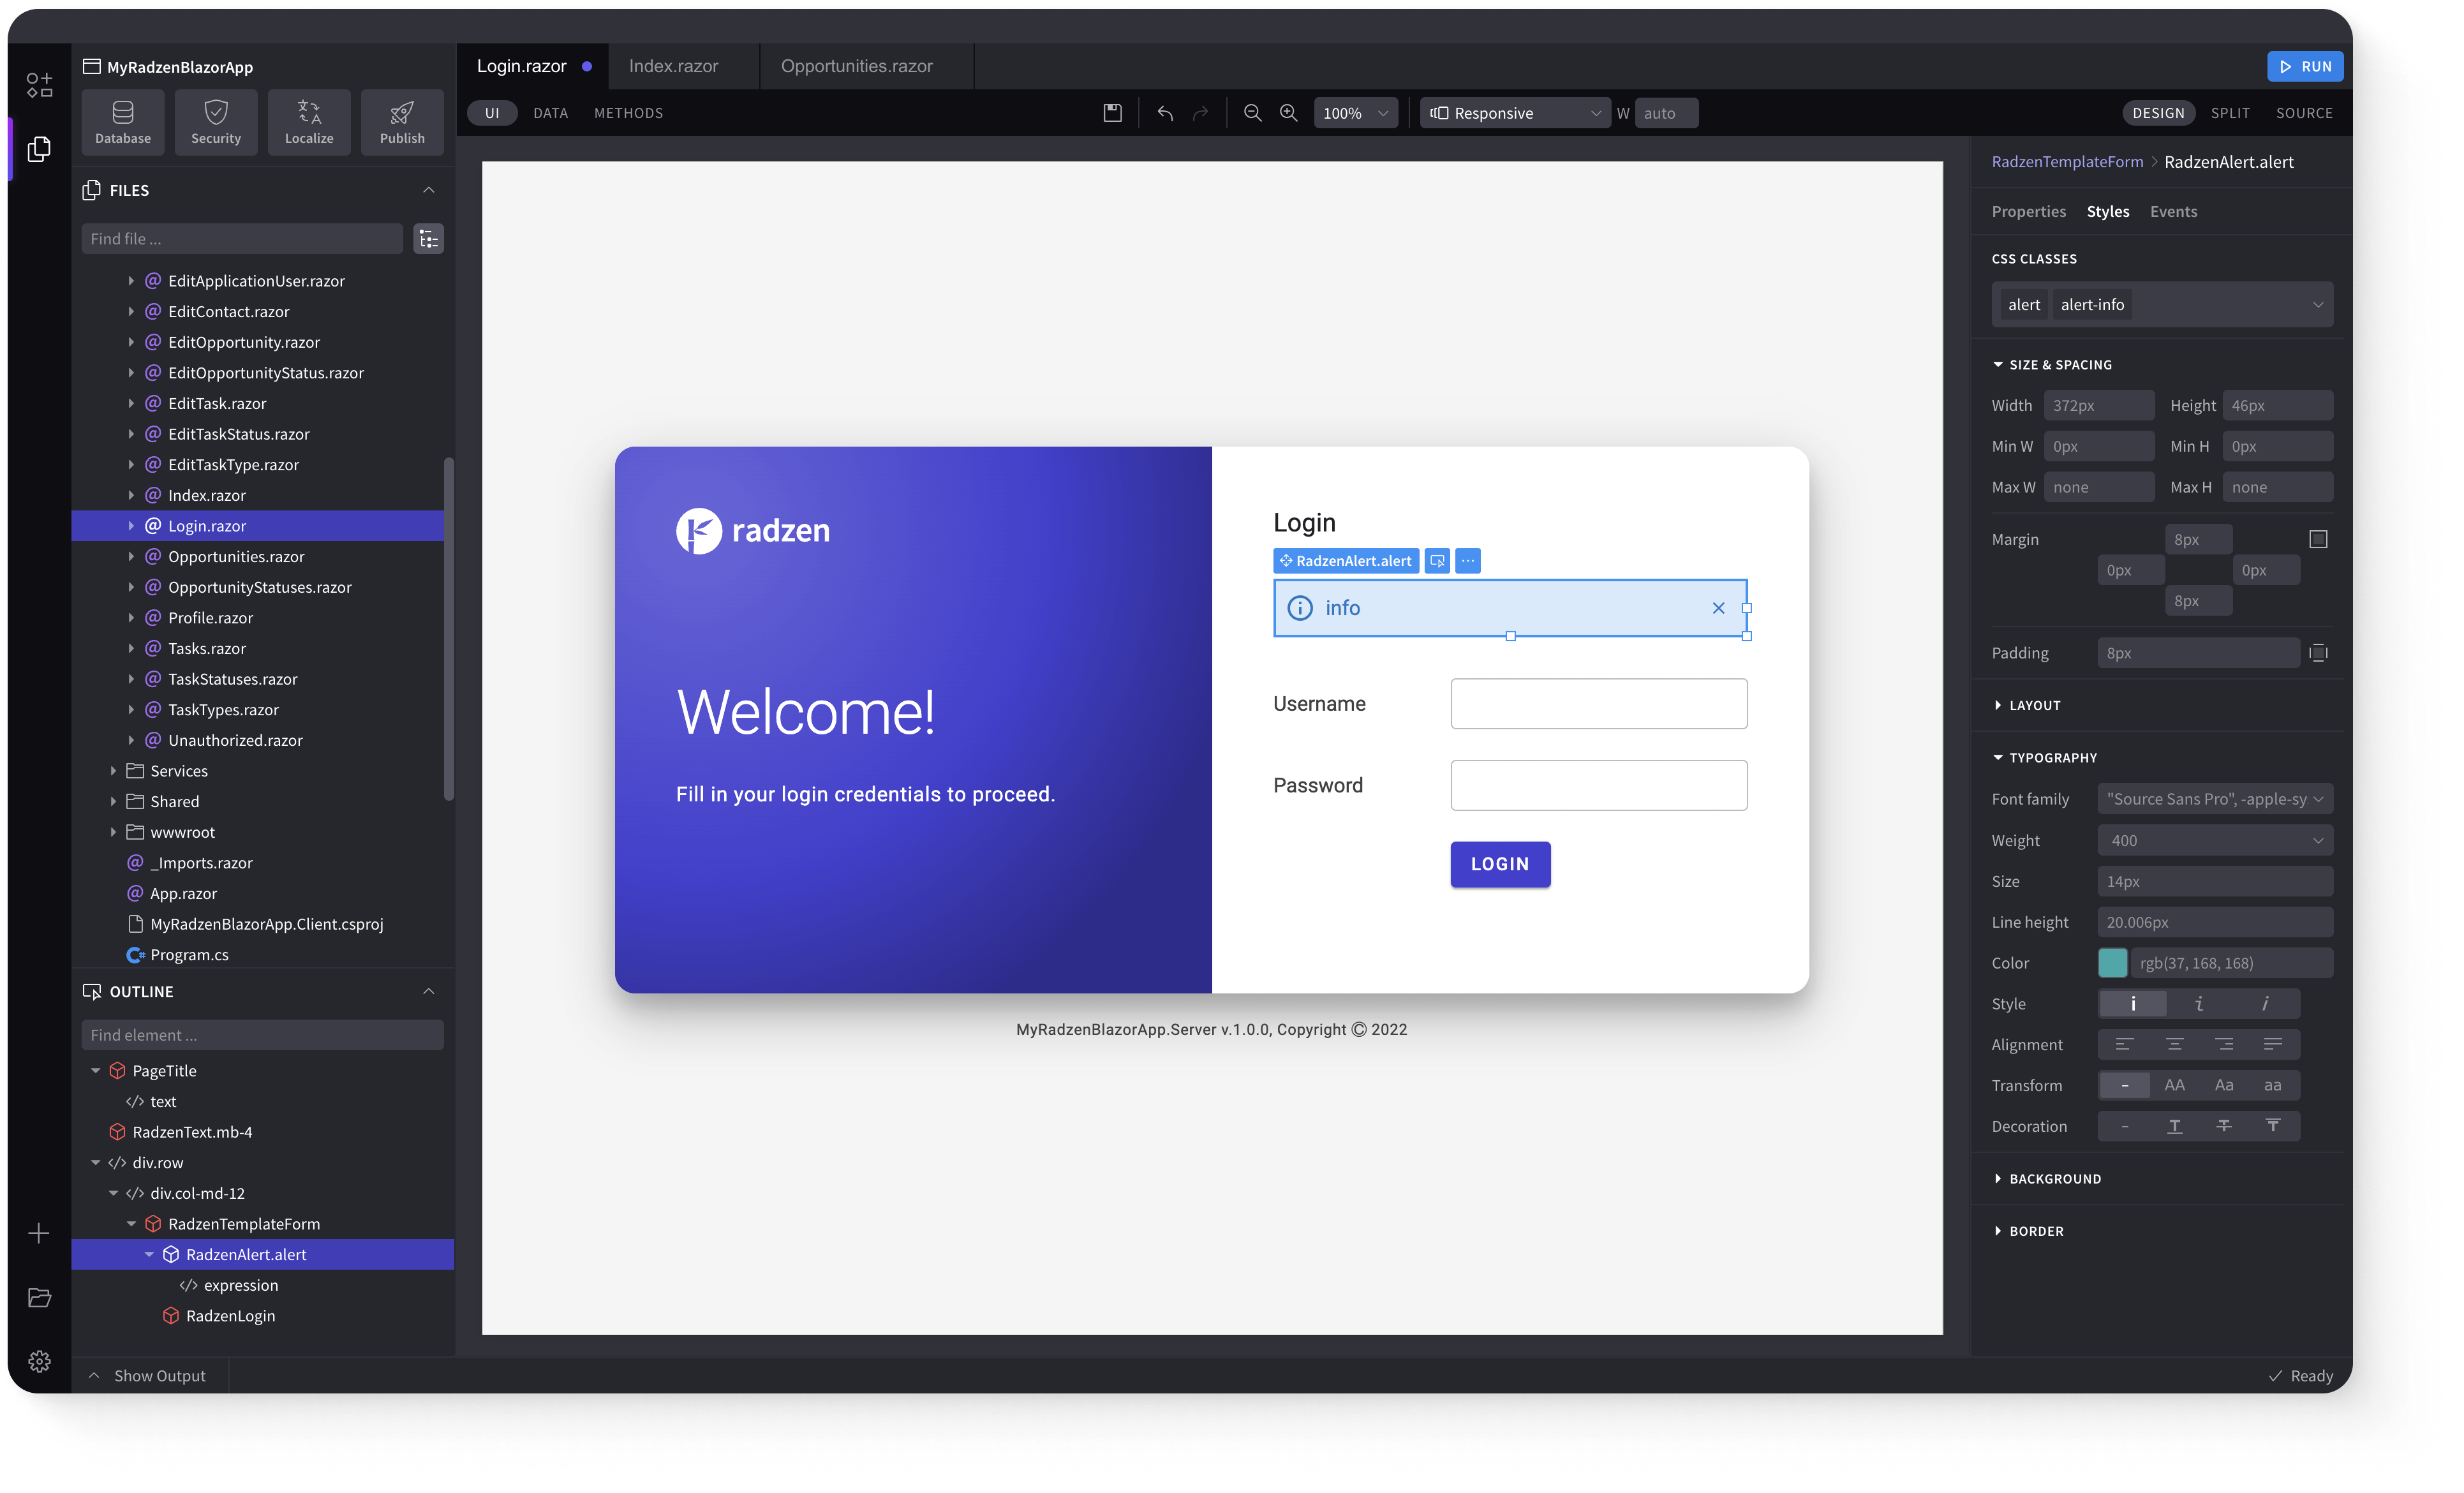 MyRadzenBlazorApp
Database Security Localize Publish
FILES
Find file ...
EditApplicationUser.razor
EditContact.razor
EditOpportunity.razor
EditOpportunityStatus.razor
EditTask.razor
EditTaskStatus.razor
EditTaskType.razor
Index.razor
Login.razor
Opportunities.razor
OpportunityStatuses.razor
Profile.razor
Tasks.razor
TaskStatuses.razor
TaskTypes.razor
Unauthorized.razor
Services
Shared
wwwroot
_Imports.razor
App.razor
MyRadzenBlazorApp.Client.csproj
Program.cs
OUTLINE
Find element ...
PageTitle
text
RadzenText.mb-4
div.row
div.col-md-12
RadzenTemplateForm
RadzenAlert.alert
expression
RadzenLogin
Show Output
Login.razor Index.razor Opportunities.razor
RUN
UI DATA METHODS 100% Responsive W auto DESIGN SPLIT SOURCE
radzen
Welcome!
Fill in your login credentials to proceed.
Login
RadzenAlert.alert
info
Username
Password
LOGIN
MyRadzenBlazorApp.Server v.1.0.0, Copyright © 2022
RadzenTemplateForm > RadzenAlert.alert
Properties Styles Events
CSS CLASSES
alert alert-info
SIZE & SPACING
Width 372px Height 46px
Min W 0px Min H 0px
Max W none Max H none
Margin 8px
0px 0px
8px
Padding 8px
LAYOUT
TYPOGRAPHY
Font family "Source Sans Pro", -apple-sy
Weight 400
Size 14px
Line height 20.006px
Color rgb(37, 168, 168)
Style i i i
Alignment
Transform – AA Aa aa
Decoration – T T T
BACKGROUND
BORDER
Ready